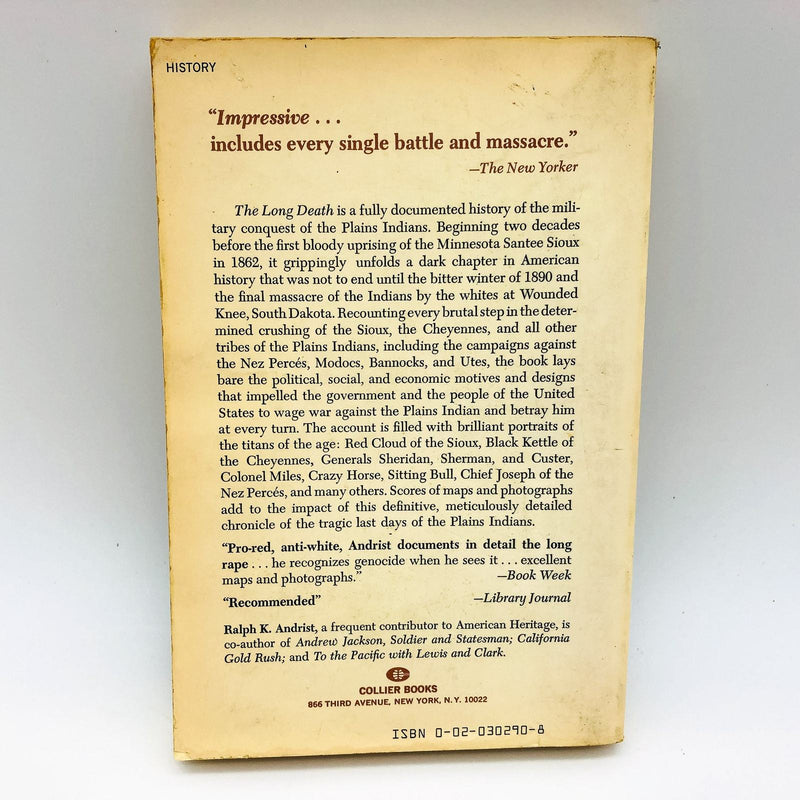 HISTORY
“Impressive . . .
includes every single battle and massacre.”
—The New Yorker
The Long Death is a fully documented history of the mili-
tary conquest of the Plains Indians. Beginning two decades
before the first bloody uprising of the Minnesota Santee Sioux
in 1862, it grippingly unfolds a dark chapter in American
history that was not to end until the bitter winter of 1890 and
the final massacre of the Indians by the whites at Wounded
Knee, South Dakota. Recounting every brutal step in the deter-
mined crushing of the Sioux, the Cheyennes, and all other
tribes of the Plains Indians, including the campaigns against
the Nez Percés, Modocs, Bannocks, and Utes, the book lays
bare the political, social, and economic motives and designs
that impelled the government and the people of the United
States to wage war against the Plains Indian and betray him
at every turn. The account is filled with brilliant portraits of
the titans of the age: Red Cloud of the Sioux, Black Kettle of
the Cheyennes, Generals Sheridan, Sherman, and Custer,
Colonel Miles, Crazy Horse, Sitting Bull, Chief Joseph of the
Nez Percés, and many others. Scores of maps and photographs
add to the impact of this definitive, meticulously detailed
chronicle of the tragic last days of the Plains Indians.
“Pro-red, anti-white, Andrist documents in detail the long
rape . . . he recognizes genocide when he sees it . . . excellent
maps and photographs.” —Book Week
“Recommended” —Library Journal
Ralph K. Andrist, a frequent contributor to American Heritage, is
co-author of Andrew Jackson, Soldier and Statesman; California
Gold Rush; and To the Pacific with Lewis and Clark.
COLLIER BOOKS
866 THIRD AVENUE, NEW YORK, N.Y. 10022
ISBN 0-02-030290-8